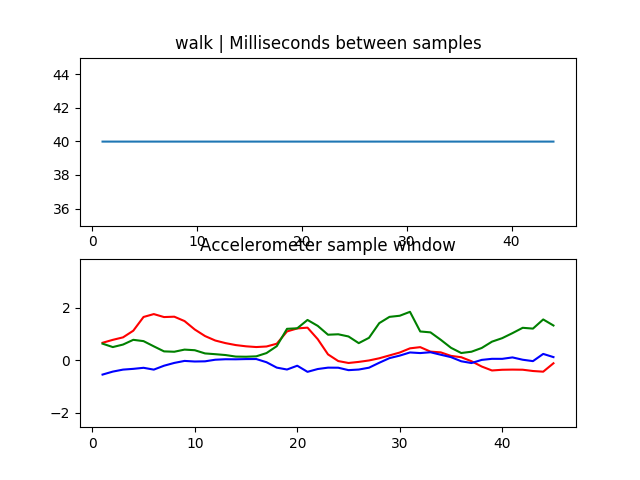 walk | Milliseconds between samples
44
42
40
38
36
0 10 20 30 40
Accelerometer sample window
2
0
−2
0 10 20 30 40